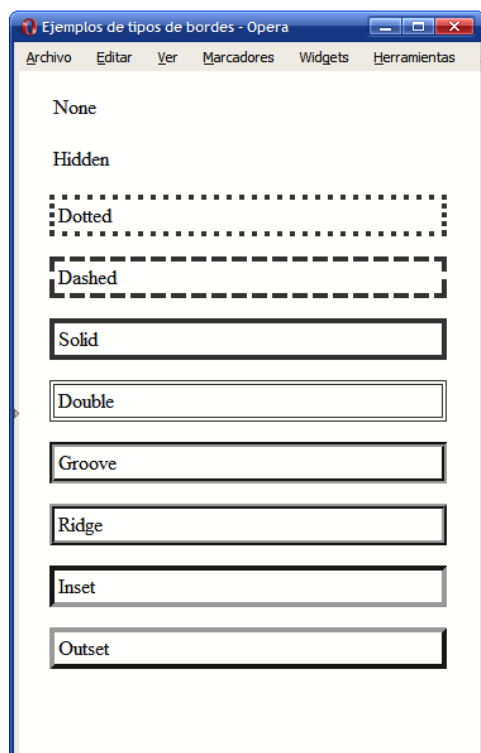 Ejemplos de tipos de bordes - Opera
Archivo Editar Ver Marcadores Widgets Herramientas
None
Hidden
Dotted
Dashed
Solid
Double
Groove
Ridge
Inset
Outset